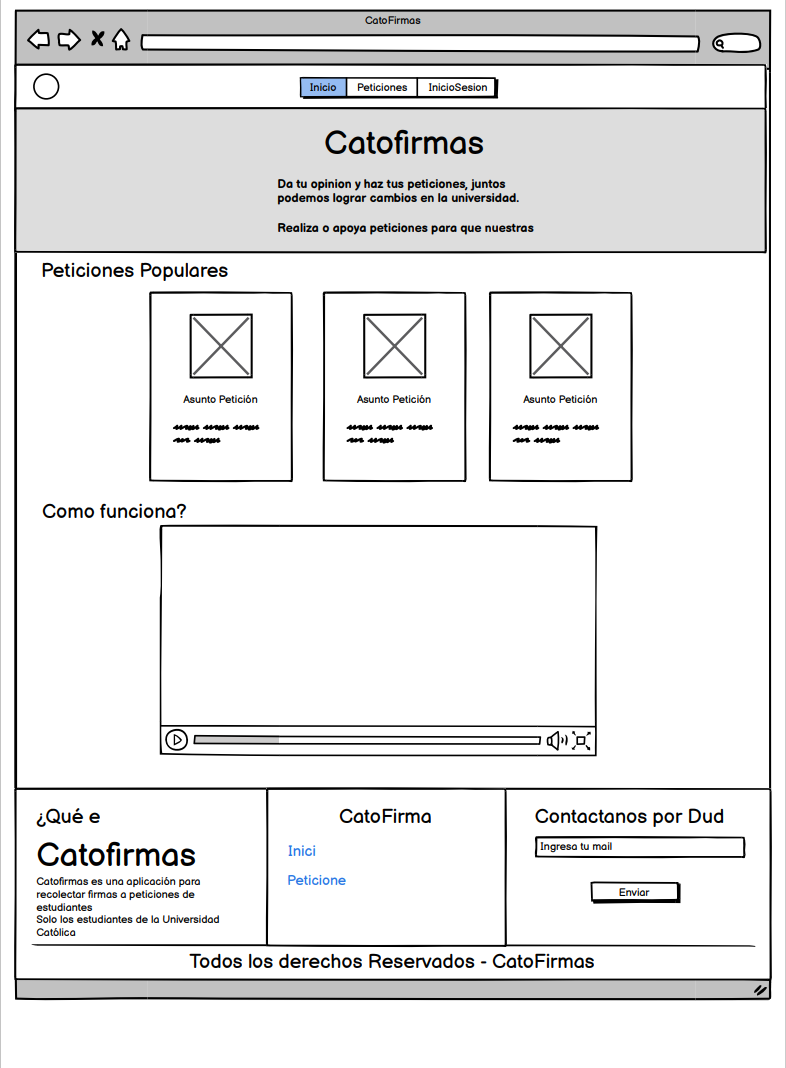 CatoFirmas
Inicio
Peticiones
InicioSesion
Catofirmas
Da tu opinion y haz tus peticiones, juntos
podemos lograr cambios en la universidad.
Realiza o apoya peticiones para que nuestras
Peticiones Populares
Asunto Petición
Asunto Petición
Asunto Petición
Como funciona?
¿Qué e
Catofirmas
Catofirmas es una aplicación para
recolectar firmas a peticiones de
estudiantes
Solo los estudiantes de la Universidad
Católica
CatoFirma
Inici
Peticione
Contactanos por Dud
Ingresa tu mail
Enviar
Todos los derechos Reservados - CatoFirmas